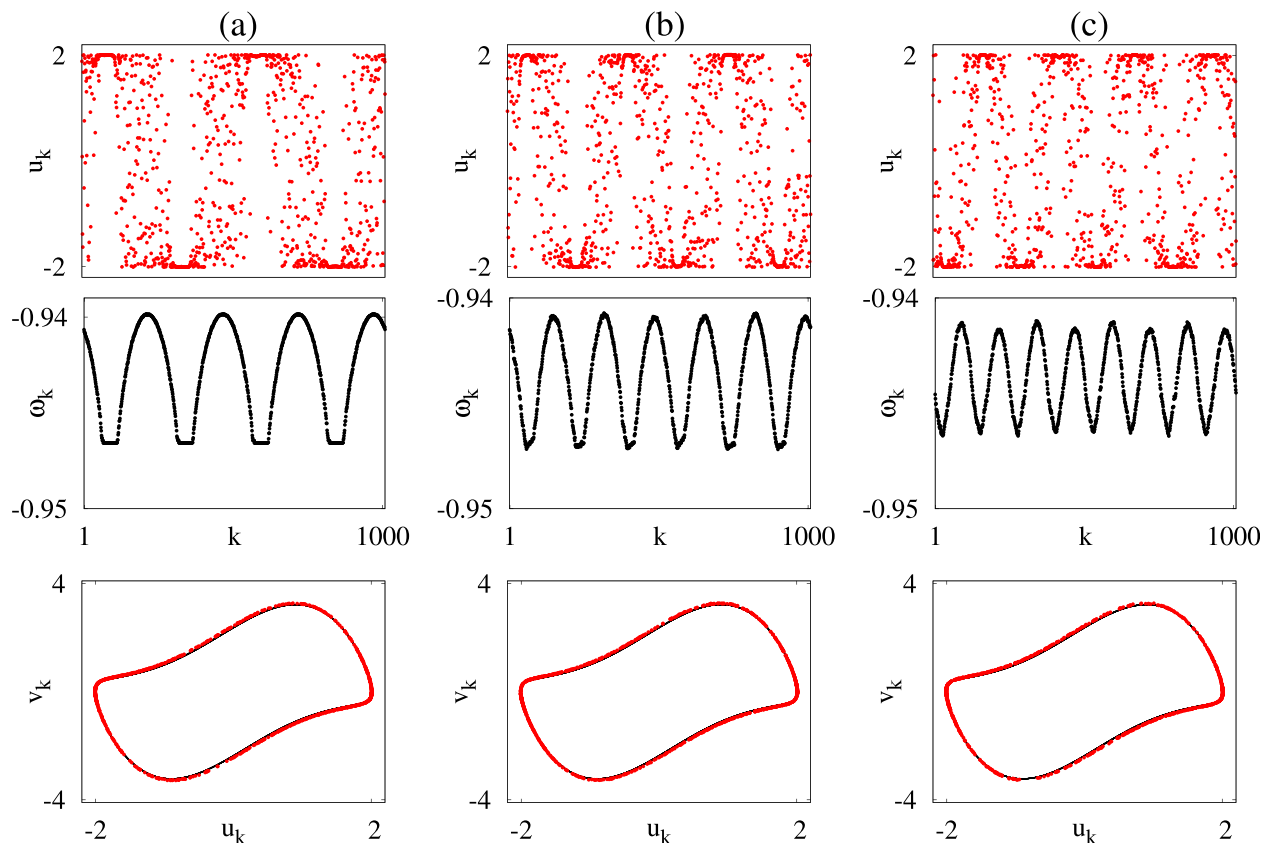 (a) (b) (c)
2 2 2
u_k u_k u_k
-2 -2 -2
-0.94 -0.94 -0.94
ω_k ω_k ω_k
-0.95 -0.95 -0.95
1 k 1000 1 k 1000 1 k 1000
4 4 4
v_k v_k v_k
-4 -4 -4
-2 u_k 2 -2 u_k 2 -2 u_k 2